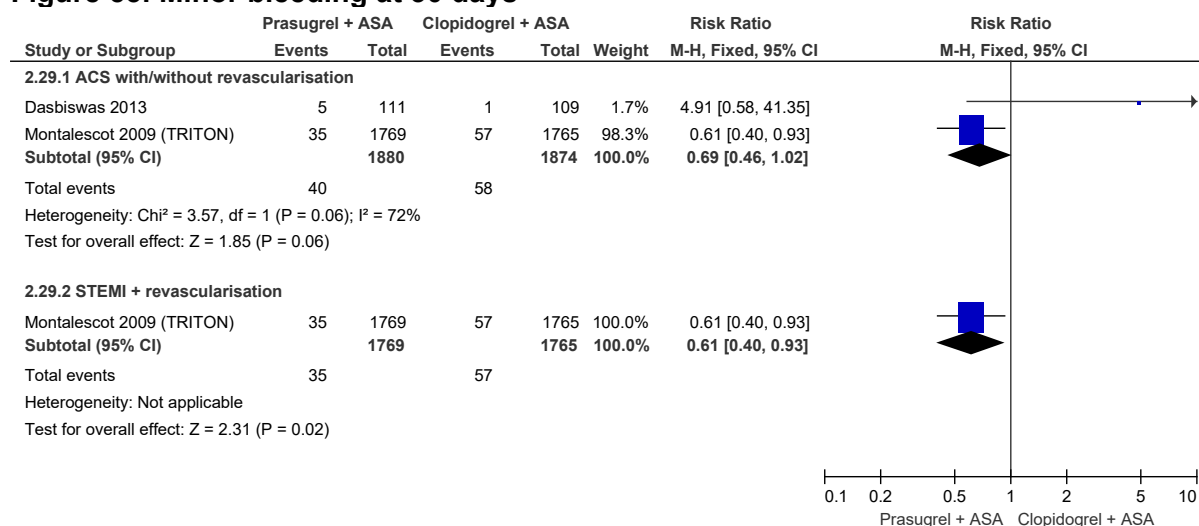 Prasugrel + ASA Clopidogrel + ASA Risk Ratio Risk Ratio
Study or Subgroup Events Total Events Total Weight M-H, Fixed, 95% CI M-H, Fixed, 95% CI
2.29.1 ACS with/without revascularisation
Dasbiswas 2013 5 111 1 109 1.7% 4.91 [0.58, 41.35]
Montalescot 2009 (TRITON) 35 1769 57 1765 98.3% 0.61 [0.40, 0.93]
Subtotal (95% CI) 1880 1874 100.0% 0.69 [0.46, 1.02]
Total events 40 58
Heterogeneity: Chi² = 3.57, df = 1 (P = 0.06); I² = 72%
Test for overall effect: Z = 1.85 (P = 0.06)
2.29.2 STEMI + revascularisation
Montalescot 2009 (TRITON) 35 1769 57 1765 100.0% 0.61 [0.40, 0.93]
Subtotal (95% CI) 1769 1765 100.0% 0.61 [0.40, 0.93]
Total events 35 57
Heterogeneity: Not applicable
Test for overall effect: Z = 2.31 (P = 0.02)
0.1 0.2 0.5 1 2 5 10
Prasugrel + ASA Clopidogrel + ASA